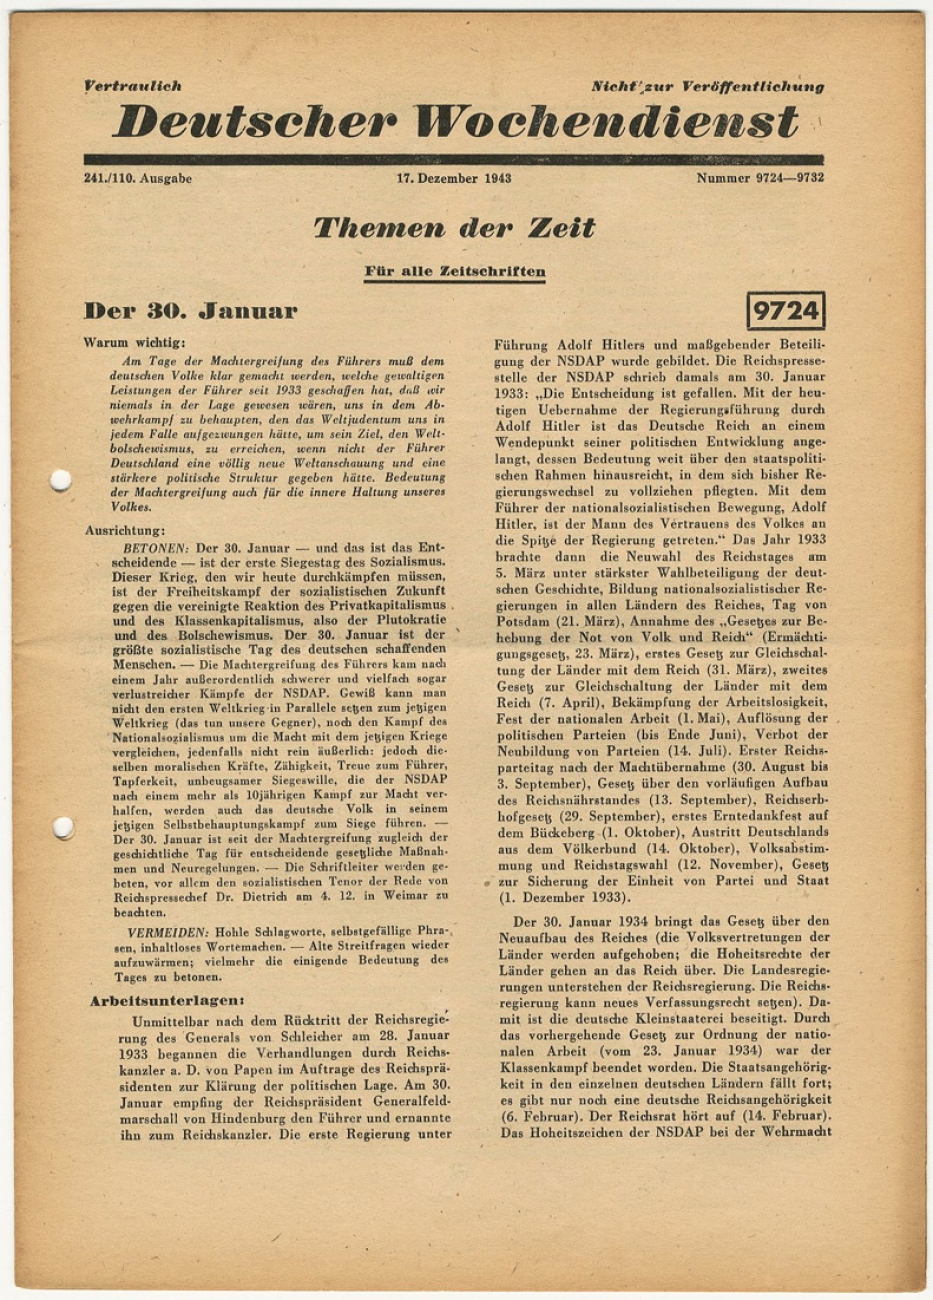 Vertraulich
Nicht zur Veröffentlichung
Deutscher Wochendienst
241./110. Ausgabe
17. Dezember 1943
Nummer 9724—9732
Themen der Zeit
Für alle Zeitschriften
Der 30. Januar
9724
Warum wichtig:
Am Tage der Machtergreifung des Führers muß dem
deutschen Volke klar gemacht werden, welche gewaltigen
Leistungen der Führer seit 1933 geschaffen hat, daß wir
niemals in der Lage gewesen wären, uns in dem Ab-
wehrkampf zu behaupten, den das Weltjudentum uns in
jedem Falle aufgezwungen hätte, um sein Ziel, den Welt-
bolschewismus, zu erreichen, wenn nicht der Führer
Deutschland eine völlig neue Weltanschauung und eine
stärkere politische Struktur gegeben hätte. Bedeutung
der Machtergreifung auch für die innere Haltung unseres
Volkes.
Ausrichtung:
BETONEN: Der 30. Januar — und das ist das Ent-
scheidende — ist der erste Siegestag des Sozialismus.
Dieser Krieg, den wir heute durchkämpfen müssen,
ist der Freiheitskampf der sozialistischen Zukunft
gegen die vereinigte Reaktion des Privatkapitalismus
und des Klassenkapitalismus, also der Plutokratie
und des Bolschewismus. Der 30. Januar ist der
größte sozialistische Tag des deutschen schaffenden
Menschen. — Die Machtergreifung des Führers kam nach
einem Jahr außerordentlich schwerer und vielfach sogar
verlustreicher Kämpfe der NSDAP. Gewiß kann man
nicht den ersten Weltkrieg in Parallele setzen zum jetzigen
Weltkrieg (das tun unsere Gegner), noch den Kampf des
Nationalsozialismus um die Macht mit dem jetzigen Kriege
vergleichen, jedenfalls nicht rein äußerlich: jedoch die-
selben moralischen Kräfte, Zähigkeit, Treue zum Führer,
Tapferkeit, unbeugsamer Siegeswille, die der NSDAP
nach einem mehr als 10jährigen Kampf zur Macht ver-
halfen, werden auch das deutsche Volk in seinem
jetzigen Selbstbehauptungskampf zum Siege führen. —
Der 30. Januar ist seit der Machtergreifung zugleich der
geschichtliche Tag für entscheidende gesetzliche Maßnah-
men und Neuregelungen. — Die Schriftleiter werden ge-
beten, vor allem den sozialistischen Tenor der Rede von
Reichspressechef Dr. Dietrich am 4. 12. in Weimar zu
beachten.
VERMEIDEN: Hohle Schlagworte, selbstgefällige Phra-
sen, inhaltloses Wortemachen. — Alte Streitfragen wieder
aufzuwärmen; vielmehr die einigende Bedeutung des
Tages zu betonen.
Arbeitsunterlagen:
Unmittelbar nach dem Rücktritt der Reichsregie-
rung des Generals von Schleicher am 28. Januar
1933 begannen die Verhandlungen durch Reichs-
kanzler a. D. von Papen im Auftrage des Reichsprä-
sidenten zur Klärung der politischen Lage. Am 30.
Januar empfing der Reichspräsident Generalfeld-
marschall von Hindenburg den Führer und ernannte
ihn zum Reichskanzler. Die erste Regierung unter
Führung Adolf Hitlers und maßgebender Beteili-
gung der NSDAP wurde gebildet. Die Reichspresse-
stelle der NSDAP schrieb damals am 30. Januar
1933: „Die Entscheidung ist gefallen. Mit der heu-
tigen Uebernahme der Regierungsführung durch
Adolf Hitler ist das Deutsche Reich an einem
Wendepunkt seiner politischen Entwicklung ange-
langt, dessen Bedeutung weit über den staatspoliti-
schen Rahmen hinausreicht, in dem sich bisher Re-
gierungswechsel zu vollziehen pflegten. Mit dem
Führer der nationalsozialistischen Bewegung, Adolf
Hitler, ist der Mann des Vertrauens des Volkes an
die Spitze der Regierung getreten.“ Das Jahr 1933
brachte dann die Neuwahl des Reichstages am
5. März unter stärkster Wahlbeteiligung der deut-
schen Geschichte, Bildung nationalsozialistischer Re-
gierungen in allen Ländern des Reiches, Tag von
Potsdam (21. März), Annahme des „Gesetzes zur Be-
hebung der Not von Volk und Reich“ (Ermächti-
gungsgesetz, 23. März), erstes Gesetz zur Gleichschal-
tung der Länder mit dem Reich (31. März), zweites
Gesetz zur Gleichschaltung der Länder mit dem
Reich (7. April), Bekämpfung der Arbeitslosigkeit,
Fest der nationalen Arbeit (1. Mai), Auflösung der
politischen Parteien (bis Ende Juni), Verbot der
Neubildung von Parteien (14. Juli). Erster Reichs-
parteitag nach der Machtübernahme (30. August bis
3. September), Gesetz über den vorläufigen Aufbau
des Reichsnährstandes (13. September), Reichserb-
hofgesetz (29. September), erstes Erntedankfest auf
dem Bückeberg (1. Oktober), Austritt Deutschlands
aus dem Völkerbund (14. Oktober), Volksabstim-
mung und Reichstagswahl (12. November), Gesetz
zur Sicherung der Einheit von Partei und Staat
(1. Dezember 1933).
Der 30. Januar 1934 bringt das Gesetz über den
Neuaufbau des Reiches (die Volksvertretungen der
Länder werden aufgehoben; die Hoheitsrechte der
Länder gehen an das Reich über. Die Landesregie-
rungen unterstehen der Reichsregierung. Die Reichs-
regierung kann neues Verfassungsrecht setzen). Da-
mit ist die deutsche Kleinstaaterei beseitigt. Durch
das vorhergehende Gesetz zur Ordnung der natio-
nalen Arbeit (vom 23. Januar 1934) war der
Klassenkampf beendet worden. Die Staatsangehörig-
keit in den einzelnen deutschen Ländern fällt fort;
es gibt nur noch eine deutsche Reichsangehörigkeit
(6. Februar). Der Reichsrat hört auf (14. Februar).
Das Hoheitszeichen der NSDAP bei der Wehrmacht